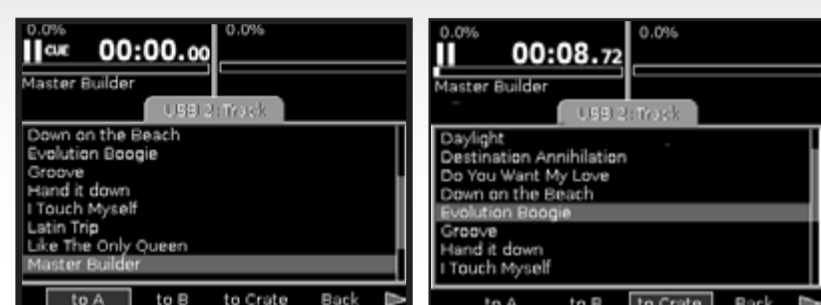 0.0%
0.0%
CUE 00:00.00
Master Builder
USB 2: Track
Down on the Beach
Evolution Boogie
Groove
Hand it down
I Touch Myself
Latin Trip
Like The Only Queen
Master Builder
to A to B to Crate Back
0.0%
0.0%
00:08.72
Master Builder
USB 2: Track
Daylight
Destination Annihilation
Do You Want My Love
Down on the Beach
Evolution Boogie
Groove
Hand it down
I Touch Myself
to A to B to Crate Back